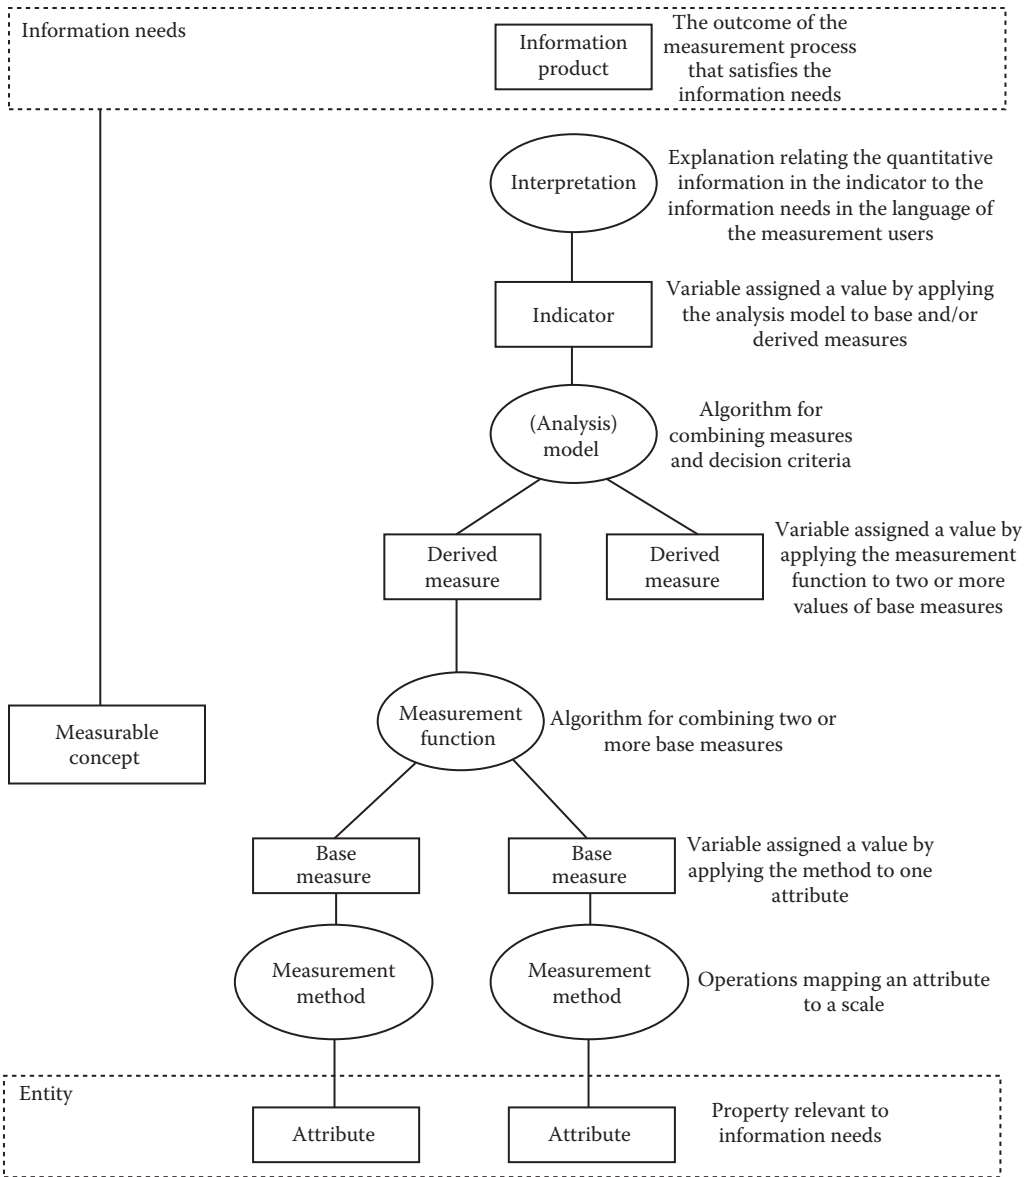 Information needs
Information
product
The outcome of the
measurement process
that satisfies the
information needs
Interpretation
Explanation relating the quantitative
information in the indicator to the
information needs in the language of
the measurement users
Indicator
Variable assigned a value by applying
the analysis model to base and/or
derived measures
(Analysis)
model
Algorithm for
combining measures
and decision criteria
Derived
measure
Derived
measure
Variable assigned a value by
applying the measurement
function to two or more
values of base measures
Measurable
concept
Measurement
function
Algorithm for combining two or
more base measures
Base
measure
Base
measure
Variable assigned a value by
applying the method to one
attribute
Measurement
method
Measurement
method
Operations mapping an attribute
to a scale
Entity
Attribute
Attribute
Property relevant to
information needs